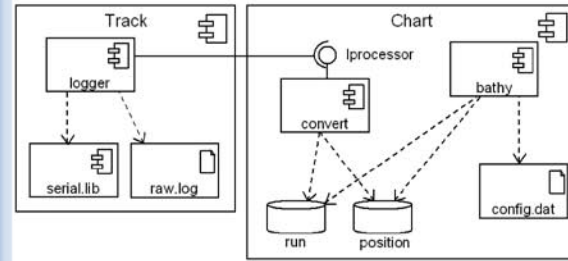 Track
Chart
logger
Iprocessor
bathy
convert
serial.lib
raw.log
config.dat
run
position